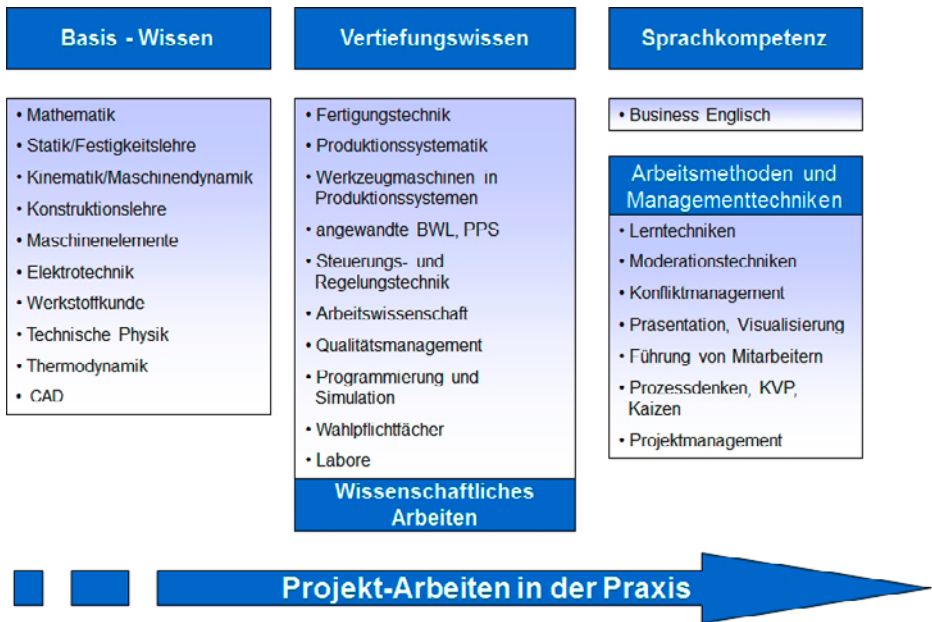 Basis - Wissen
• Mathematik
• Statik/Festigkeitslehre
• Kinematik/Maschinendynamik
• Konstruktionslehre
• Maschinenelemente
• Elektrotechnik
• Werkstoffkunde
• Technische Physik
• Thermodynamik
• CAD
Vertiefungswissen
• Fertigungstechnik
• Produktionssystematik
• Werkzeugmaschinen in
Produktionssystemen
• angewandte BWL, PPS
• Steuerungs- und
Regelungstechnik
• Arbeitswissenschaft
• Qualitätsmanagement
• Programmierung und
Simulation
• Wahlpflichtfächer
• Labore
Wissenschaftliches
Arbeiten
Sprachkompetenz
• Business Englisch
Arbeitsmethoden und
Managementtechniken
• Lerntechniken
• Moderationstechniken
• Konfliktmanagement
• Präsentation, Visualisierung
• Führung von Mitarbeitern
• Prozessdenken, KVP,
Kaizen
• Projektmanagement
Projekt-Arbeiten in der Praxis